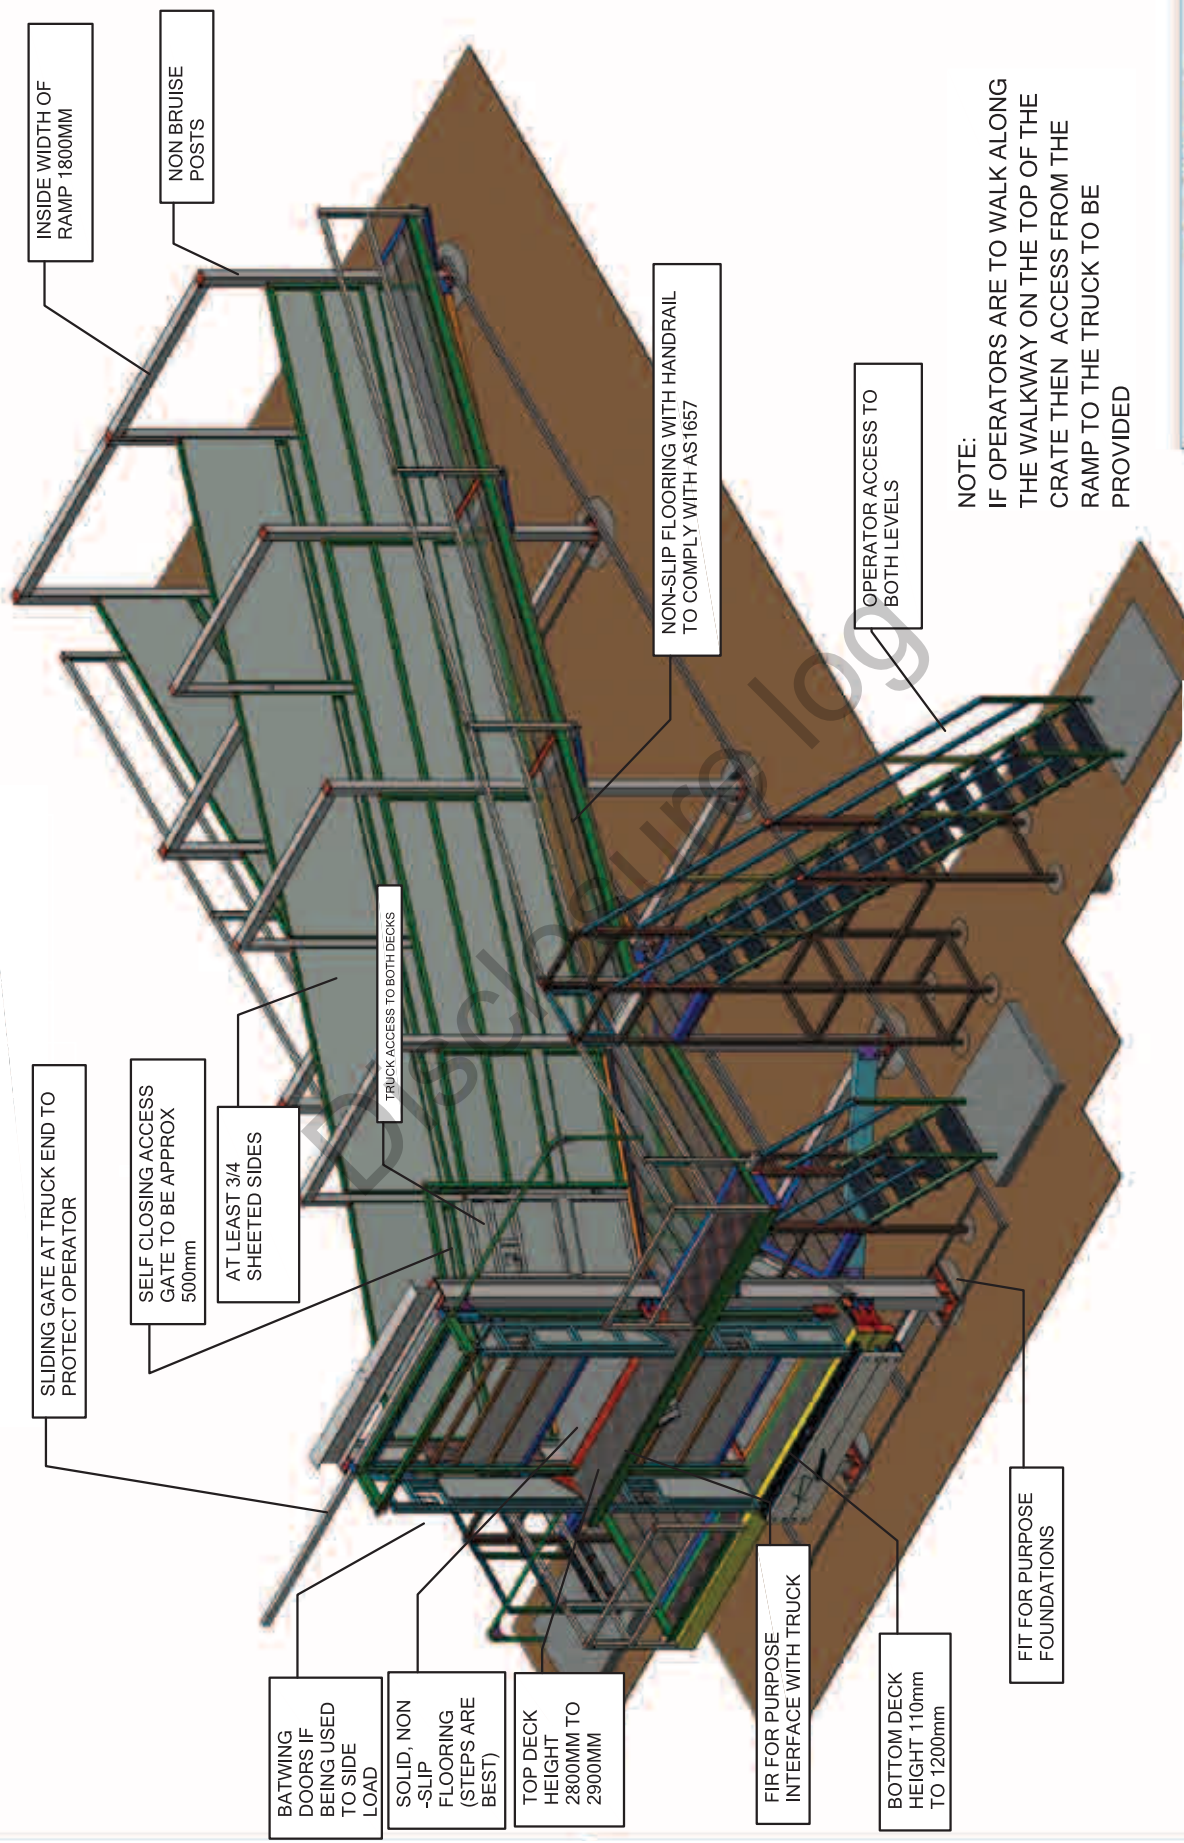 INSIDE WIDTH OF
RAMP 1800MM
NON BRUISE
POSTS
SLIDING GATE AT TRUCK END TO
PROTECT OPERATOR
SELF CLOSING ACCESS
GATE TO BE APPROX
500mm
AT LEAST 3/4
SHEETED SIDES
TRUCK ACCESS TO BOTH DECKS
NON-SLIP FLOORING WITH HANDRAIL
TO COMPLY WITH AS1657
OPERATOR ACCESS TO
BOTH LEVELS
NOTE:
IF OPERATORS ARE TO WALK ALONG
THE WALKWAY ON THE TOP OF THE
CRATE THEN ACCESS FROM THE
RAMP TO THE TRUCK TO BE
PROVIDED
BATWING
DOORS IF
BEING USED
TO SIDE
LOAD
SOLID, NON
-SLIP
FLOORING
(STEPS ARE
BEST)
TOP DECK
HEIGHT
2800MM TO
2900MM
FIR FOR PURPOSE
INTERFACE WITH TRUCK
BOTTOM DECK
HEIGHT 110mm
TO 1200mm
FIT FOR PURPOSE
FOUNDATIONS
Disclosure log